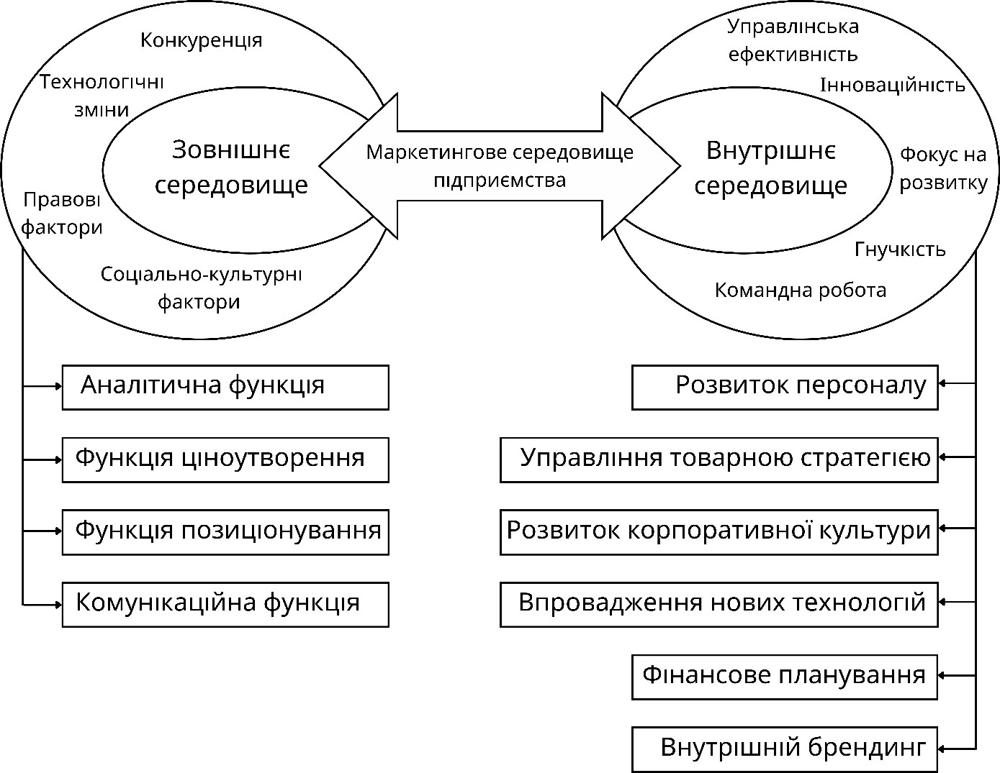 Конкуренція
Технологічні
зміни
Зовнішнє
середовище
Правові
фактори
Соціально-культурні
фактори
Маркетингове середовище
підприємства
Управлінська
ефективність
Інноваційність
Внутрішнє
середовище
Фокус на
розвитку
Гнучкість
Командна робота
Аналітична функція
Функція ціноутворення
Функція позиціонування
Комунікаційна функція
Розвиток персоналу
Управління товарною стратегією
Розвиток корпоративної культури
Впровадження нових технологій
Фінансове планування
Внутрішній брендинг